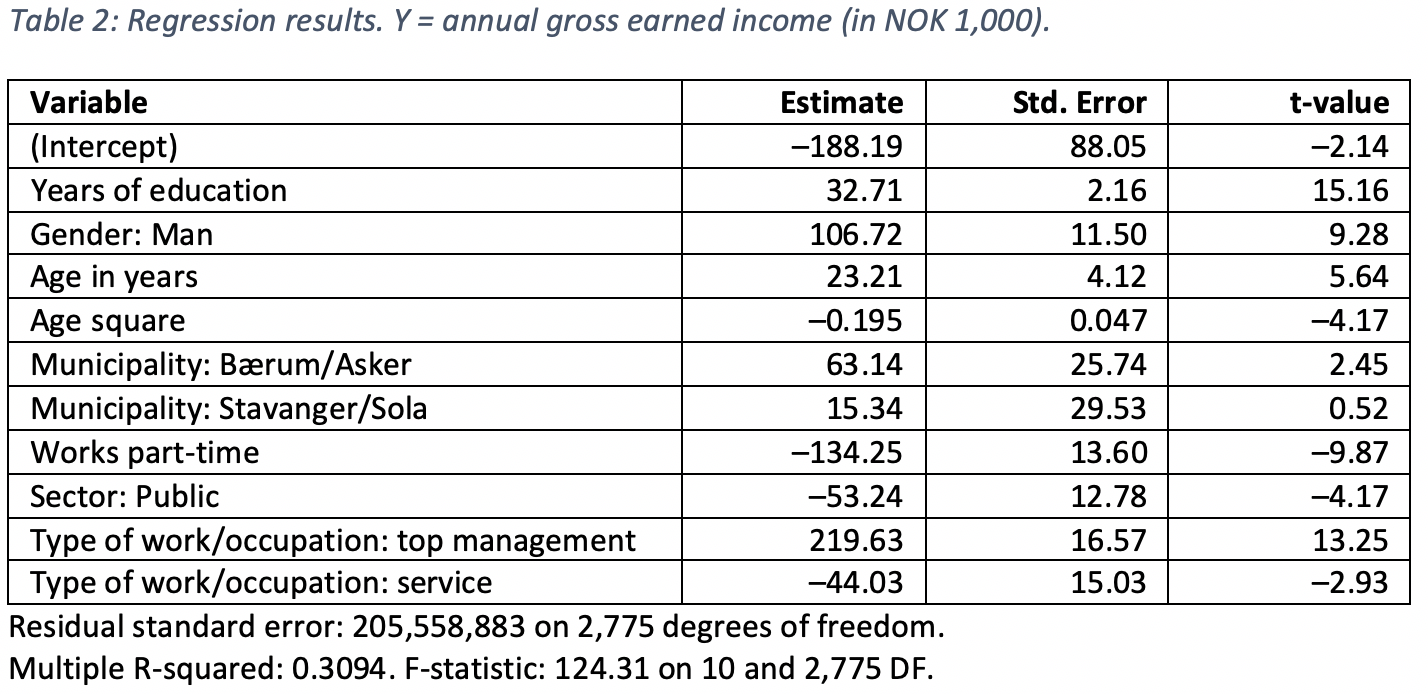 Table 2: Regression results. Y = annual gross earned income (in NOK 1,000).
Variable Estimate Std. Error t-value
(Intercept) –188.19 88.05 –2.14
Years of education 32.71 2.16 15.16
Gender: Man 106.72 11.50 9.28
Age in years 23.21 4.12 5.64
Age square –0.195 0.047 –4.17
Municipality: Bærum/Asker 63.14 25.74 2.45
Municipality: Stavanger/Sola 15.34 29.53 0.52
Works part-time –134.25 13.60 –9.87
Sector: Public –53.24 12.78 –4.17
Type of work/occupation: top management 219.63 16.57 13.25
Type of work/occupation: service –44.03 15.03 –2.93
Residual standard error: 205,558,883 on 2,775 degrees of freedom.
Multiple R-squared: 0.3094. F-statistic: 124.31 on 10 and 2,775 DF.